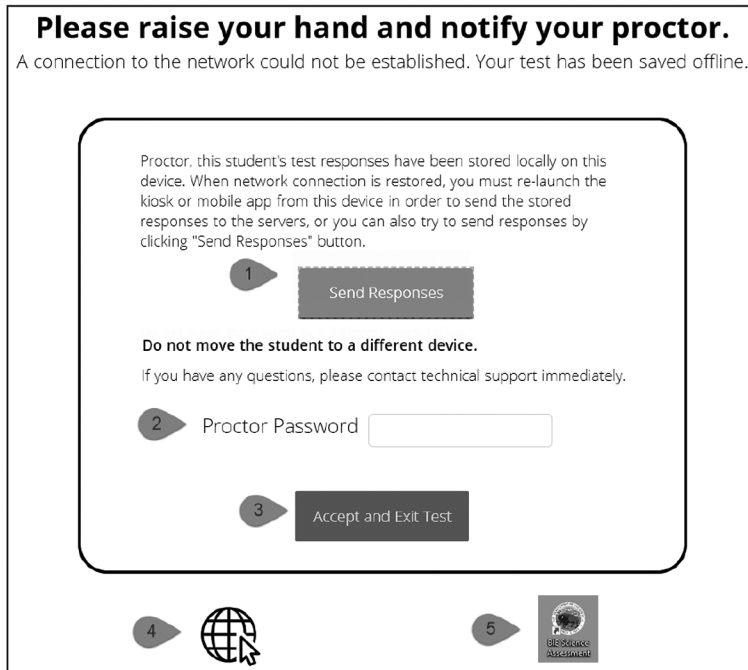 Please raise your hand and notify your proctor.
A connection to the network could not be established. Your test has been saved offline.
Proctor, this student's test responses have been stored locally on this
device. When network connection is restored, you must re-launch the
kiosk or mobile app from this device in order to send the stored
responses to the servers, or you can also try to send responses by
clicking "Send Responses" button.
1
Send Responses
Do not move the student to a different device.
If you have any questions, please contact technical support immediately.
2 Proctor Password
3 Accept and Exit Test
4
5
BIE Science
Assessment